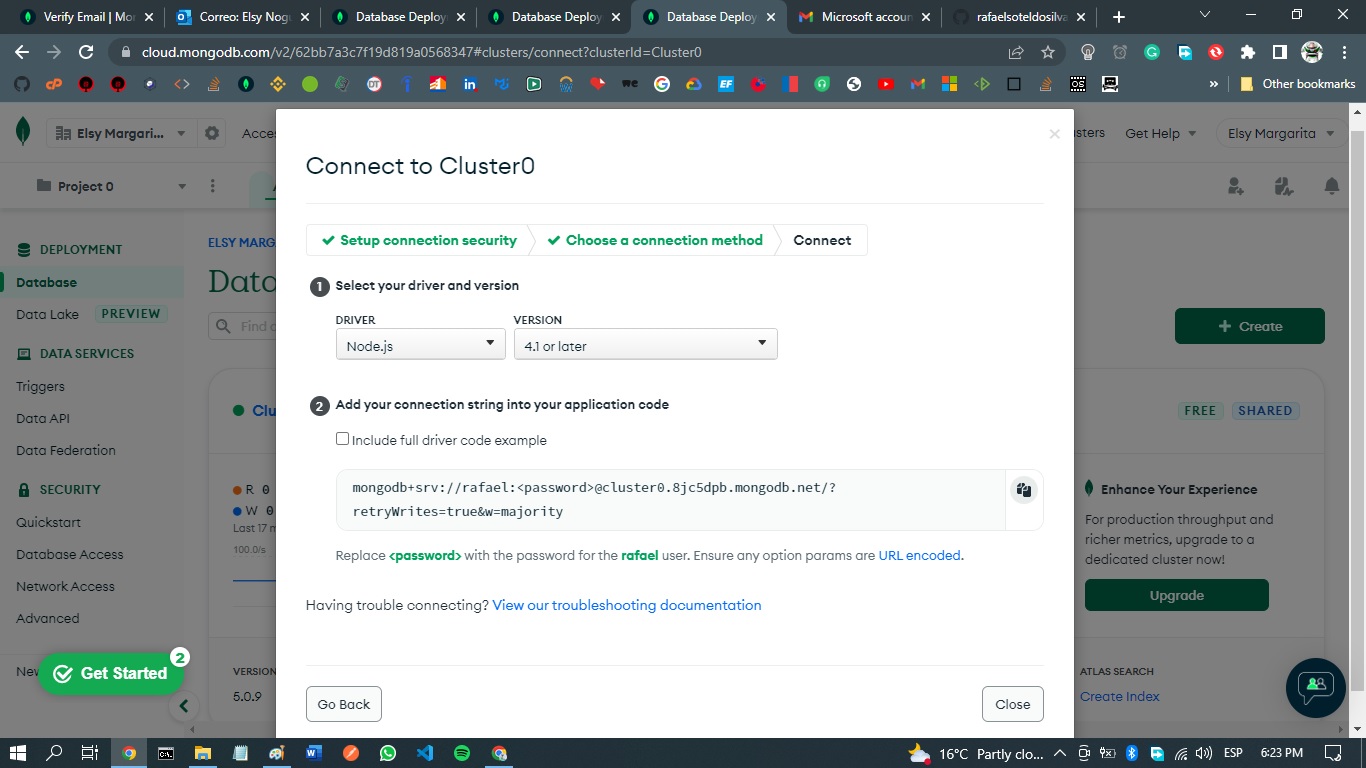 Verify Email | Mor
Correo: Elsy Nogu
Database Deploy
Database Deploy
Database Deploy
Microsoft accoun
rafaelsoteldosilva
cloud.mongodb.com/v2/62bb7a3c7f19d819a0568347#clusters/connect?clusterId=Cluster0
Other bookmarks
Elsy Margari...
Acces
sters
Get Help
Elsy Margarita
Project 0
Connect to Cluster0
Setup connection security
Choose a connection method
Connect
DEPLOYMENT
Database
Data Lake
PREVIEW
DATA SERVICES
Triggers
Data API
Data Federation
SECURITY
Quickstart
Database Access
Network Access
Advanced
New
Get Started
2
ELSY MARGA
Data
Find c
Create
Clu
FREE
SHARED
R 0
W 0
Last 17 m
100.0/s
VERSION
5.0.9
1
Select your driver and version
DRIVER
VERSION
Node.js
4.1 or later
2
Add your connection string into your application code
Include full driver code example
mongodb+srv://rafael:<password>@cluster0.8jc5dpb.mongodb.net/?
retryWrites=true&w=majority
Replace <password> with the password for the rafael user. Ensure any option params are URL encoded.
Having trouble connecting? View our troubleshooting documentation
Go Back
Close
Enhance Your Experience
For production throughput and
richer metrics, upgrade to a
dedicated cluster now!
Upgrade
ATLAS SEARCH
Create Index
16°C Partly clo...
ESP
6:23 PM